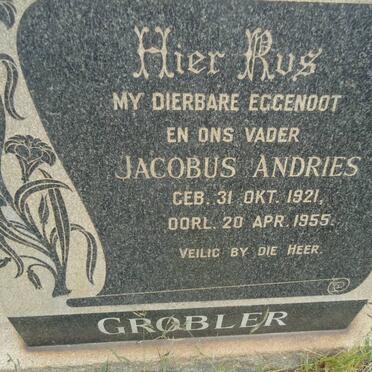 Hier Rus
MY DIERBARE EGGENOOT
EN ONS VADER
JACOBUS ANDRIES
GEB. 31 OKT. 1921,
OORL. 20 APR. 1955.
VEILIG BY DIE HEER.
GROBLER